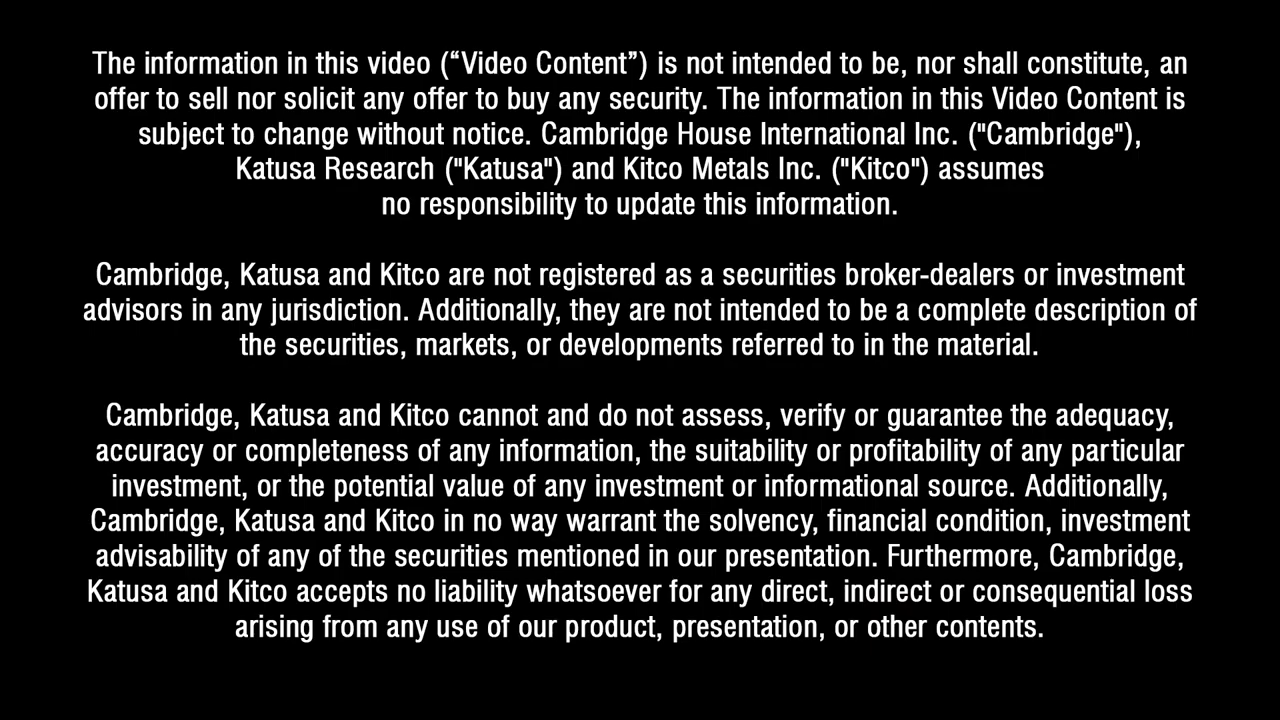 The information in this video (“Video Content”) is not intended to be, nor shall constitute, an
offer to sell nor solicit any offer to buy any security. The information in this Video Content is
subject to change without notice. Cambridge House International Inc. ("Cambridge"),
Katusa Research ("Katusa") and Kitco Metals Inc. ("Kitco") assumes
no responsibility to update this information.
Cambridge, Katusa and Kitco are not registered as a securities broker-dealers or investment
advisors in any jurisdiction. Additionally, they are not intended to be a complete description of
the securities, markets, or developments referred to in the material.
Cambridge, Katusa and Kitco cannot and do not assess, verify or guarantee the adequacy,
accuracy or completeness of any information, the suitability or profitability of any particular
investment, or the potential value of any investment or informational source. Additionally,
Cambridge, Katusa and Kitco in no way warrant the solvency, financial condition, investment
advisability of any of the securities mentioned in our presentation. Furthermore, Cambridge,
Katusa and Kitco accepts no liability whatsoever for any direct, indirect or consequential loss
arising from any use of our product, presentation, or other contents.